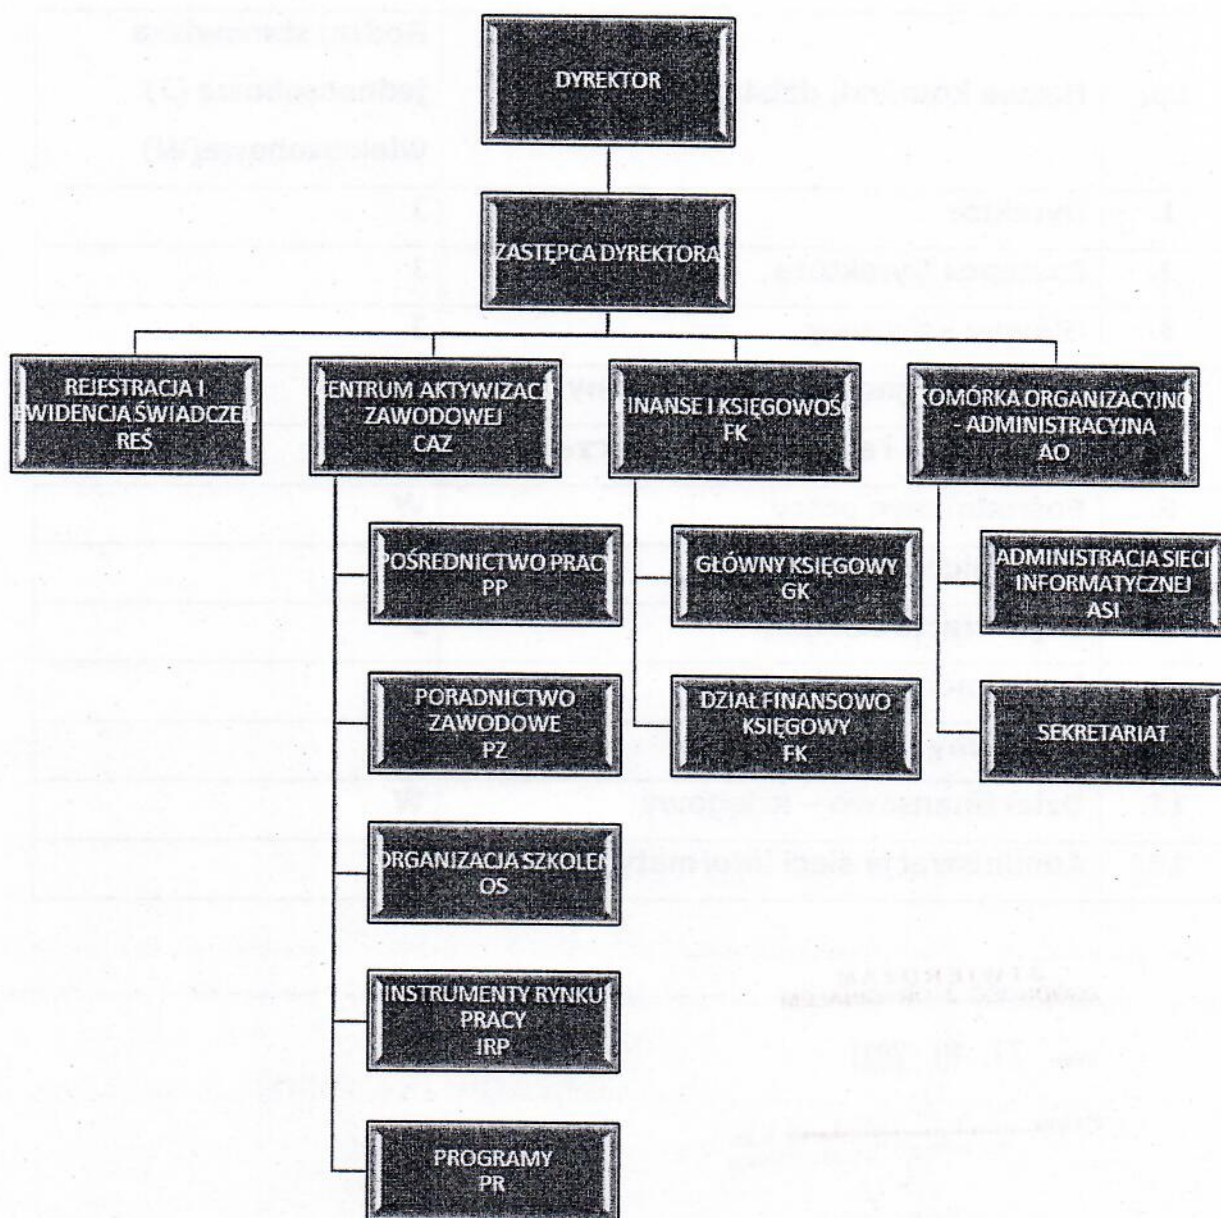 DYREKTOR
ZASTĘPCA DYREKTORA
REJESTRACJA I
EWIDENCJA ŚWIADCZEŃ
REŚ
CENTRUM AKTYWIZACJI
ZAWODOWEJ
CAZ
FINANSE I KSIĘGOWOŚĆ
FK
KOMÓRKA ORGANIZACYJNO
- ADMINISTRACYJNA
AO
POŚREDNICTWO PRACY
PP
GŁÓWNY KSIĘGOWY
GK
ADMINISTRACJA SIECI
INFORMATYCZNEJ
ASI
PORADNICTWO
ZAWODOWE
PZ
DZIAŁ FINANSOWO
KSIĘGOWY
FK
SEKRETARIAT
ORGANIZACJA SZKOLEŃ
OS
INSTRUMENTY RYNKU
PRACY
IRP
PROGRAMY
PR